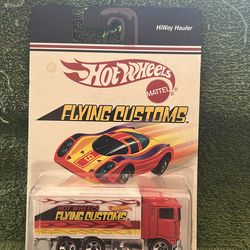 HiWay Hauler
Hot Wheels
MATTEL
FLYING CUSTOMS
HOT WHEELS
FLYING CUSTOMS